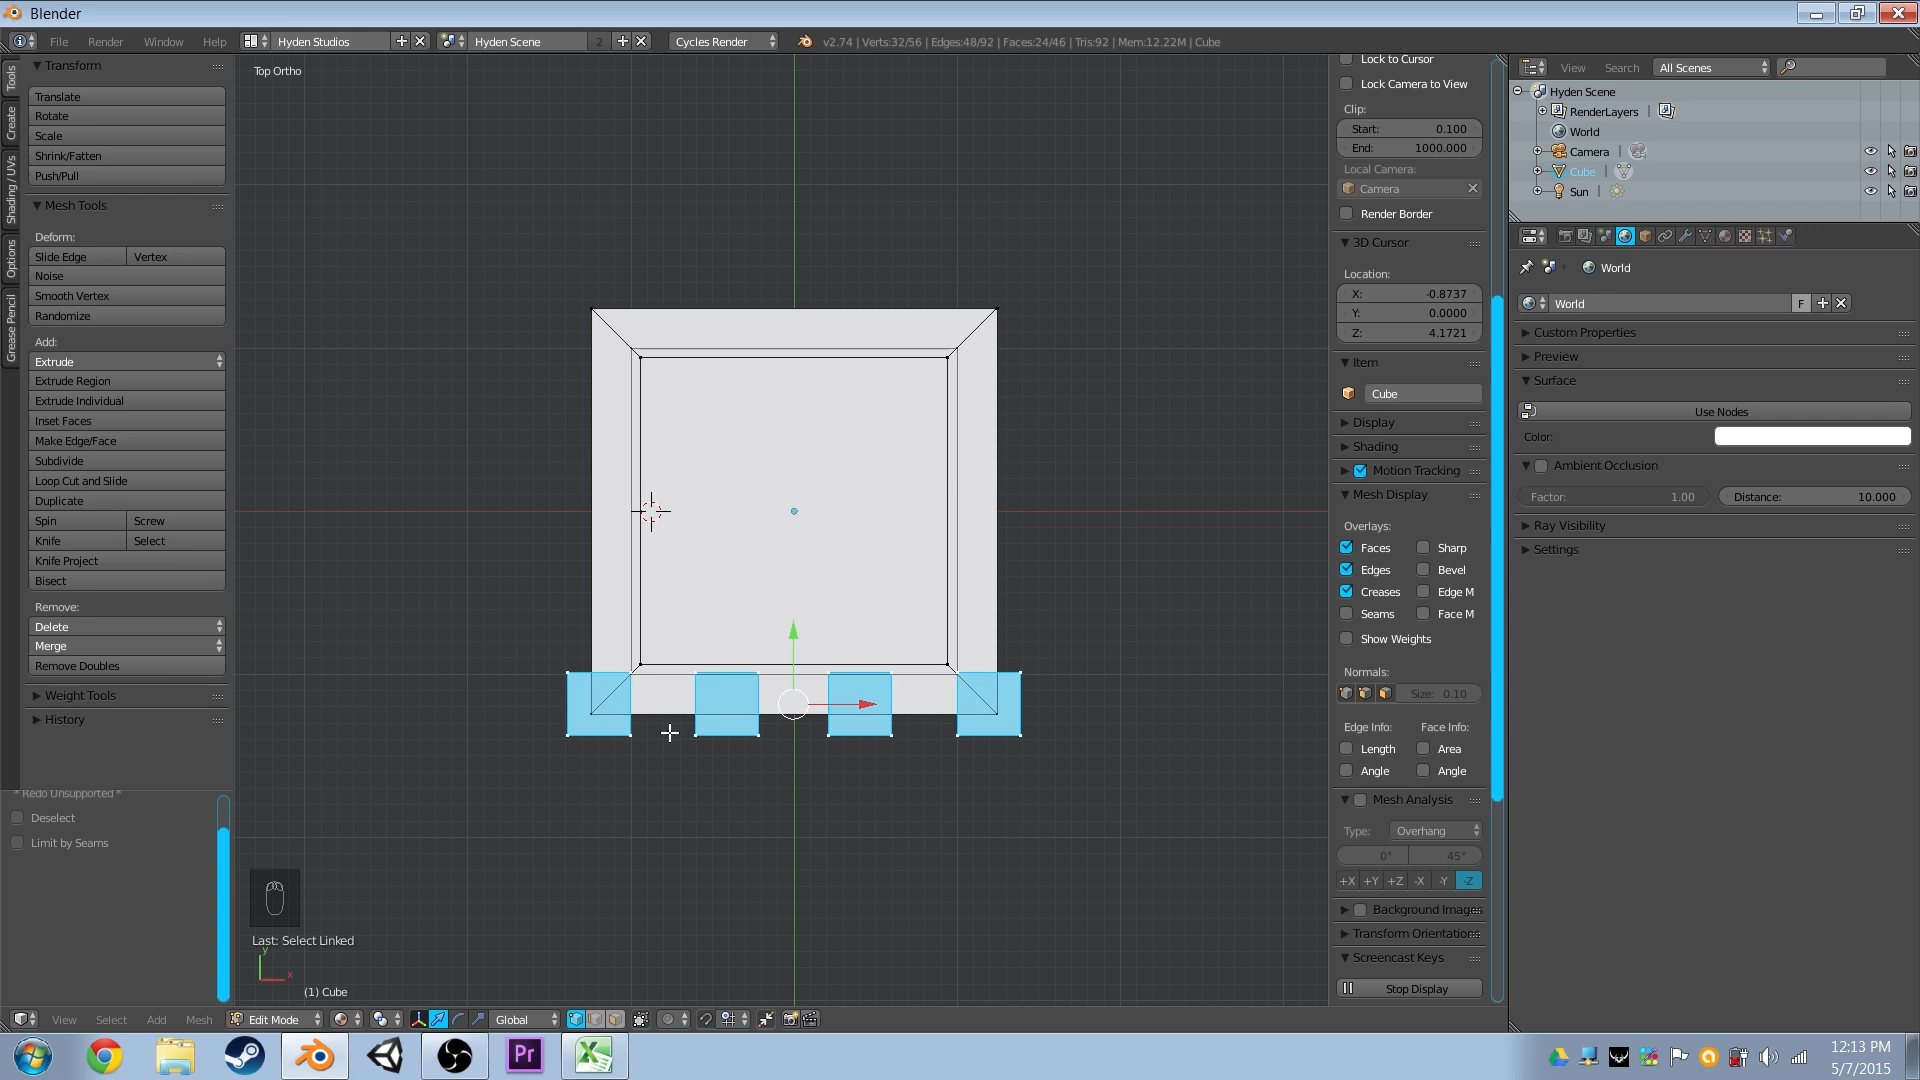 Blender
File Render Window Help Hyden Studios Hyden Scene 2 Cycles Render v2.74 | Verts:32/56 | Edges:48/92 | Faces:24/46 | Tris:92 | Mem:12.22M | Cube
Tools
Create
Shading / UVs
Options
Grease Pencil
Transform
Translate
Rotate
Scale
Shrink/Fatten
Push/Pull
Mesh Tools
Deform:
Slide Edge Vertex
Noise
Smooth Vertex
Randomize
Add:
Extrude
Extrude Region
Extrude Individual
Inset Faces
Make Edge/Face
Subdivide
Loop Cut and Slide
Duplicate
Spin Screw
Knife Select
Knife Project
Bisect
Remove:
Delete
Merge
Remove Doubles
Weight Tools
History
* Redo Unsupported *
Deselect
Limit by Seams
Top Ortho
Last: Select Linked
y
x
(1) Cube
View Select Add Mesh Edit Mode Global
Lock to Cursor
Lock Camera to View
Clip:
Start: 0.100
End: 1000.000
Local Camera:
Camera
Render Border
3D Cursor
Location:
X: -0.8737
Y: 0.0000
Z: 4.1721
Item
Cube
Display
Shading
Motion Tracking
Mesh Display
Overlays:
Faces Sharp
Edges Bevel
Creases Edge M
Seams Face M
Show Weights
Normals:
Size: 0.10
Edge Info: Face Info:
Length Area
Angle Angle
Mesh Analysis
Type: Overhang
0° 45°
+X +Y +Z -X -Y -Z
Background Images
Transform Orientation
Screencast Keys
Stop Display
View Search All Scenes
Hyden Scene
RenderLayers
World
Camera
Cube
Sun
World
World F
Custom Properties
Preview
Surface
Use Nodes
Color:
Ambient Occlusion
Factor: 1.00 Distance: 10.000
Ray Visibility
Settings
Pr
12:13 PM
5/7/2015